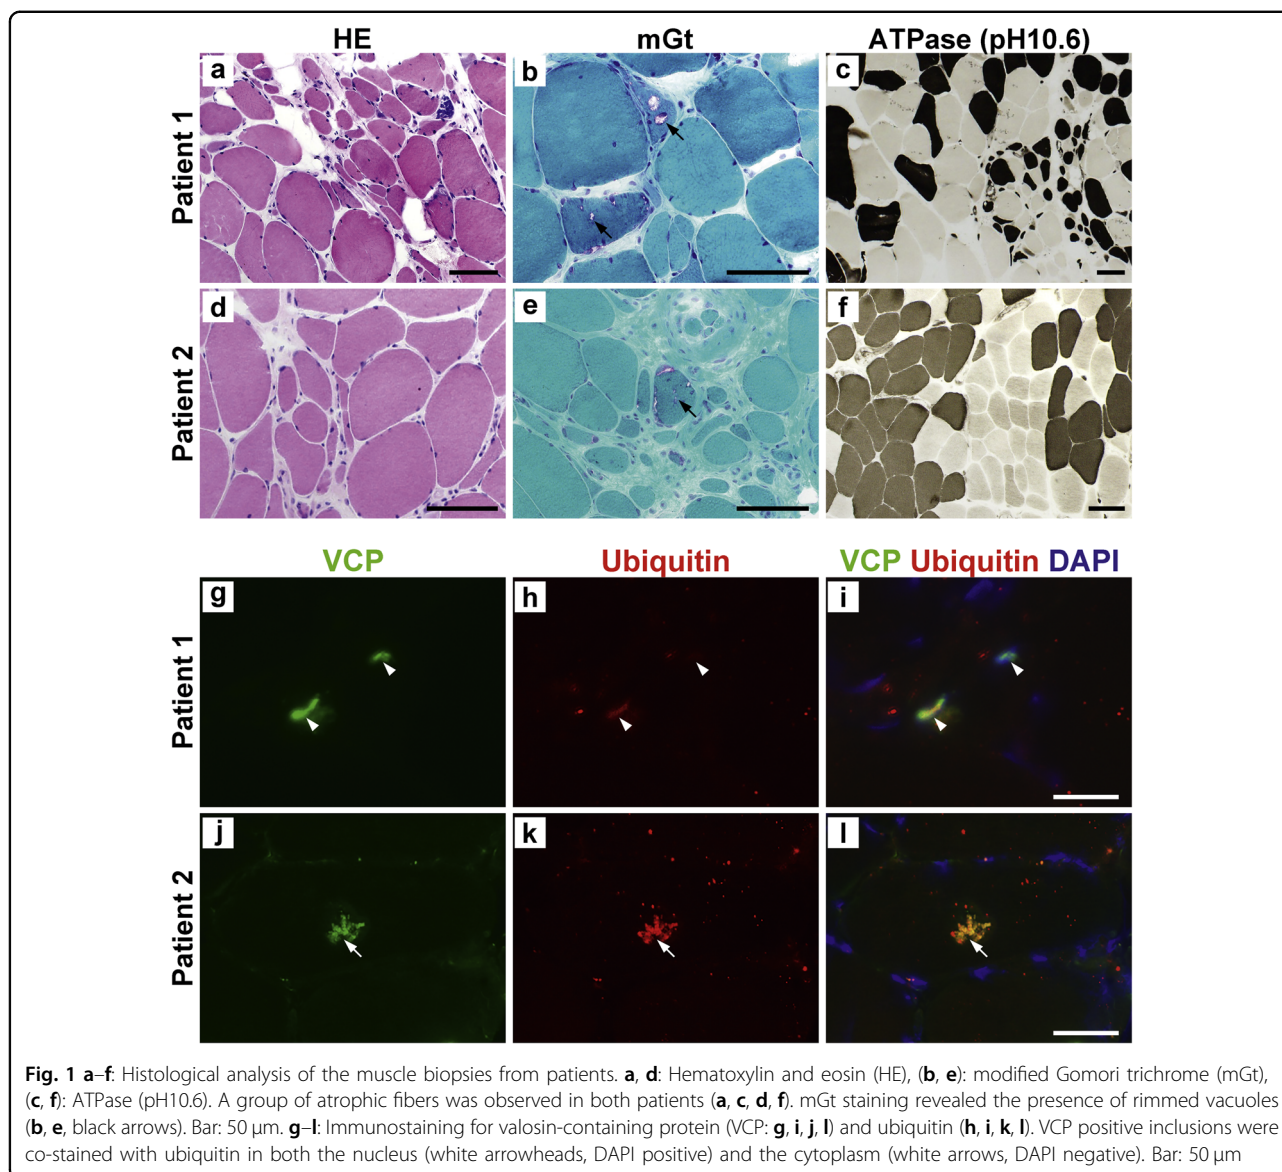 HE mGt ATPase (pH10.6)
Patient 1
a b c
Patient 2
d e f
VCP Ubiquitin VCP Ubiquitin DAPI
Patient 1
g h i
Patient 2
j k l
Fig. 1 a–f: Histological analysis of the muscle biopsies from patients. a, d: Hematoxylin and eosin (HE), (b, e): modified Gomori trichrome (mGt),
(c, f): ATPase (pH10.6). A group of atrophic fibers was observed in both patients (a, c, d, f). mGt staining revealed the presence of rimmed vacuoles
(b, e, black arrows). Bar: 50 μm. g–l: Immunostaining for valosin-containing protein (VCP: g, i, j, l) and ubiquitin (h, i, k, l). VCP positive inclusions were
co-stained with ubiquitin in both the nucleus (white arrowheads, DAPI positive) and the cytoplasm (white arrows, DAPI negative). Bar: 50 μm